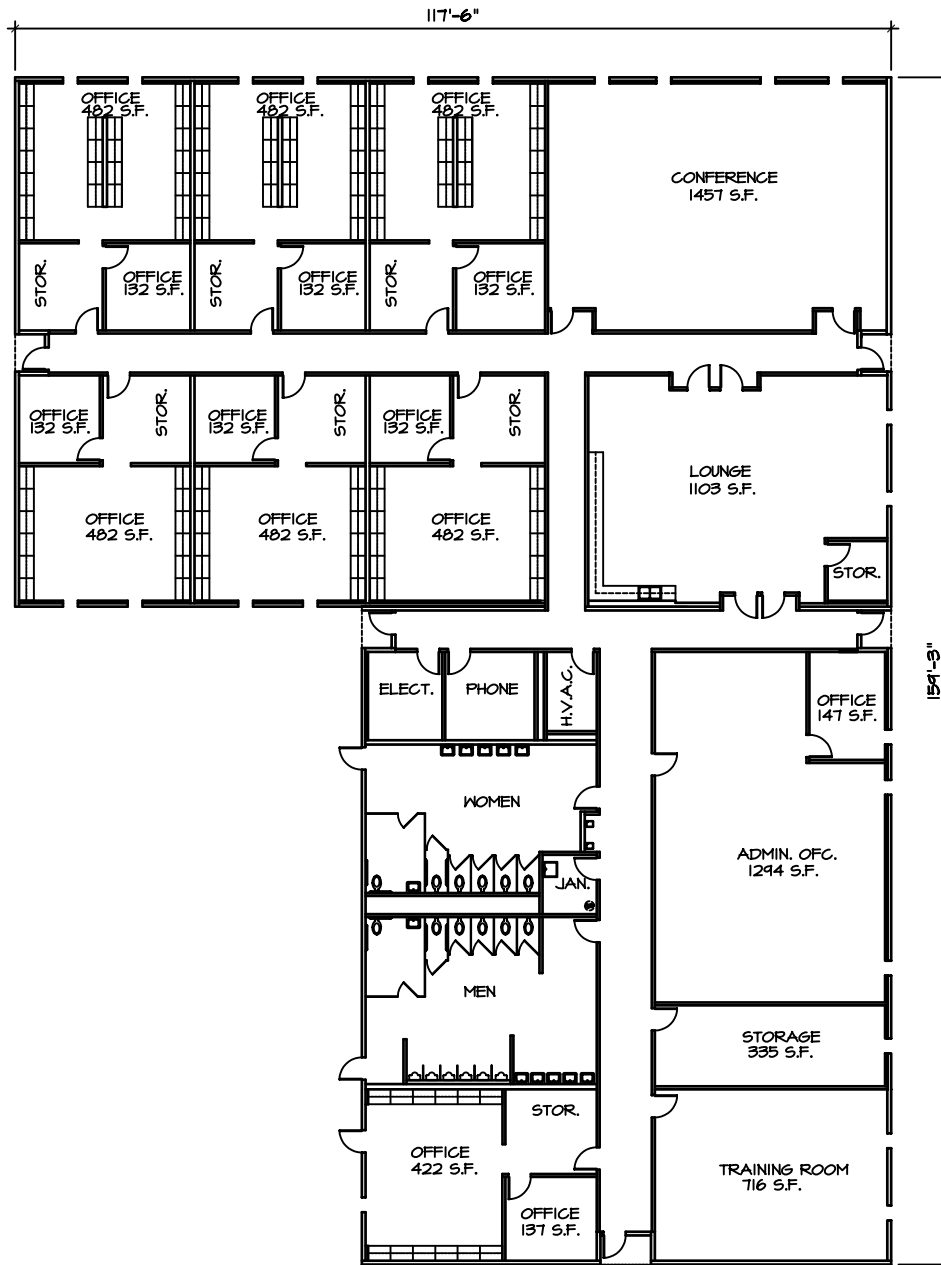 117'-6"
OFFICE
482 S.F.
OFFICE
482 S.F.
OFFICE
482 S.F.
CONFERENCE
1457 S.F.
STOR.
OFFICE
132 S.F.
STOR.
OFFICE
132 S.F.
STOR.
OFFICE
132 S.F.
OFFICE
132 S.F.
STOR.
OFFICE
132 S.F.
STOR.
OFFICE
132 S.F.
STOR.
LOUNGE
1103 S.F.
OFFICE
482 S.F.
OFFICE
482 S.F.
OFFICE
482 S.F.
STOR.
159'-3"
ELECT.
PHONE
H.V.A.C.
OFFICE
147 S.F.
WOMEN
ADMIN. OFC.
1294 S.F.
JAN.
MEN
STORAGE
335 S.F.
STOR.
OFFICE
422 S.F.
TRAINING ROOM
716 S.F.
OFFICE
137 S.F.